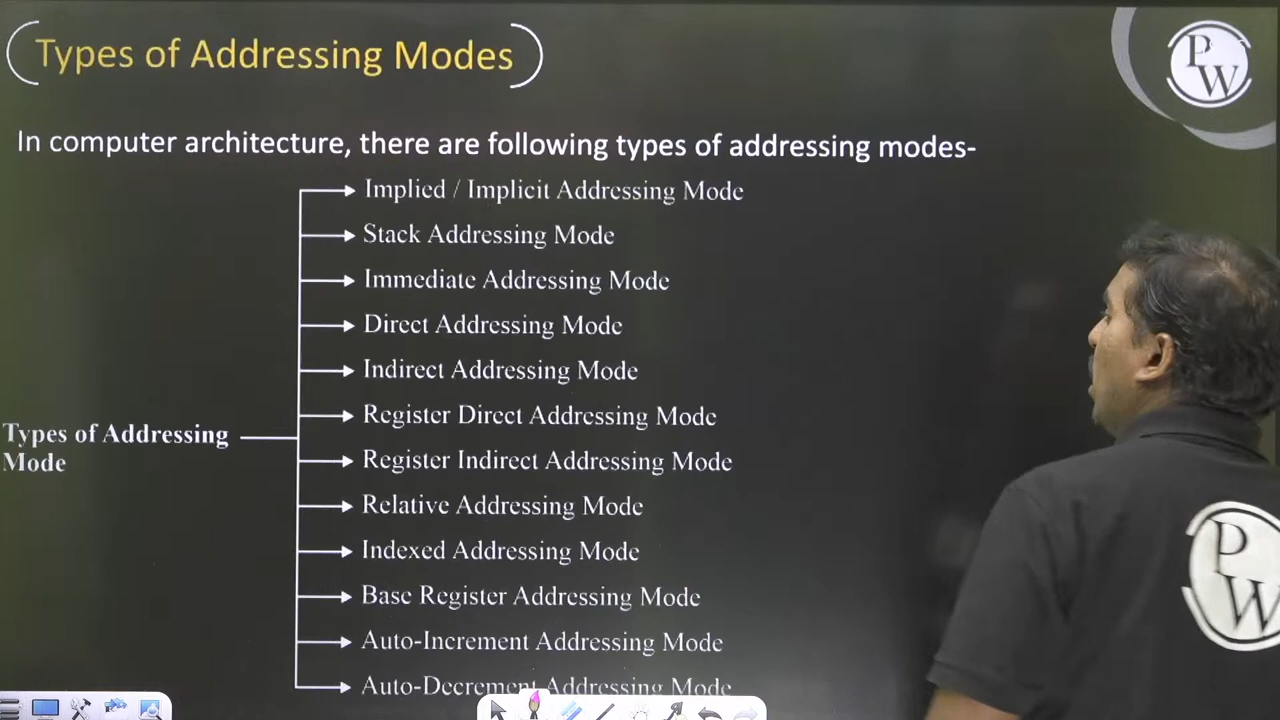 Types of Addressing Modes
PW
In computer architecture, there are following types of addressing modes-
Implied / Implicit Addressing Mode
Stack Addressing Mode
Immediate Addressing Mode
Direct Addressing Mode
Indirect Addressing Mode
Register Direct Addressing Mode
Register Indirect Addressing Mode
Types of Addressing
Mode
Relative Addressing Mode
Indexed Addressing Mode
Base Register Addressing Mode
Auto-Increment Addressing Mode
Auto-Decrement Addressing Mode
PW